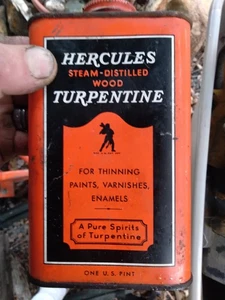 HERCULES
STEAM-DISTILLED
WOOD
TURPENTINE
FOR THINNING
PAINTS, VARNISHES,
ENAMELS
A Pure Spirits
of Turpentine
ONE U.S. PINT